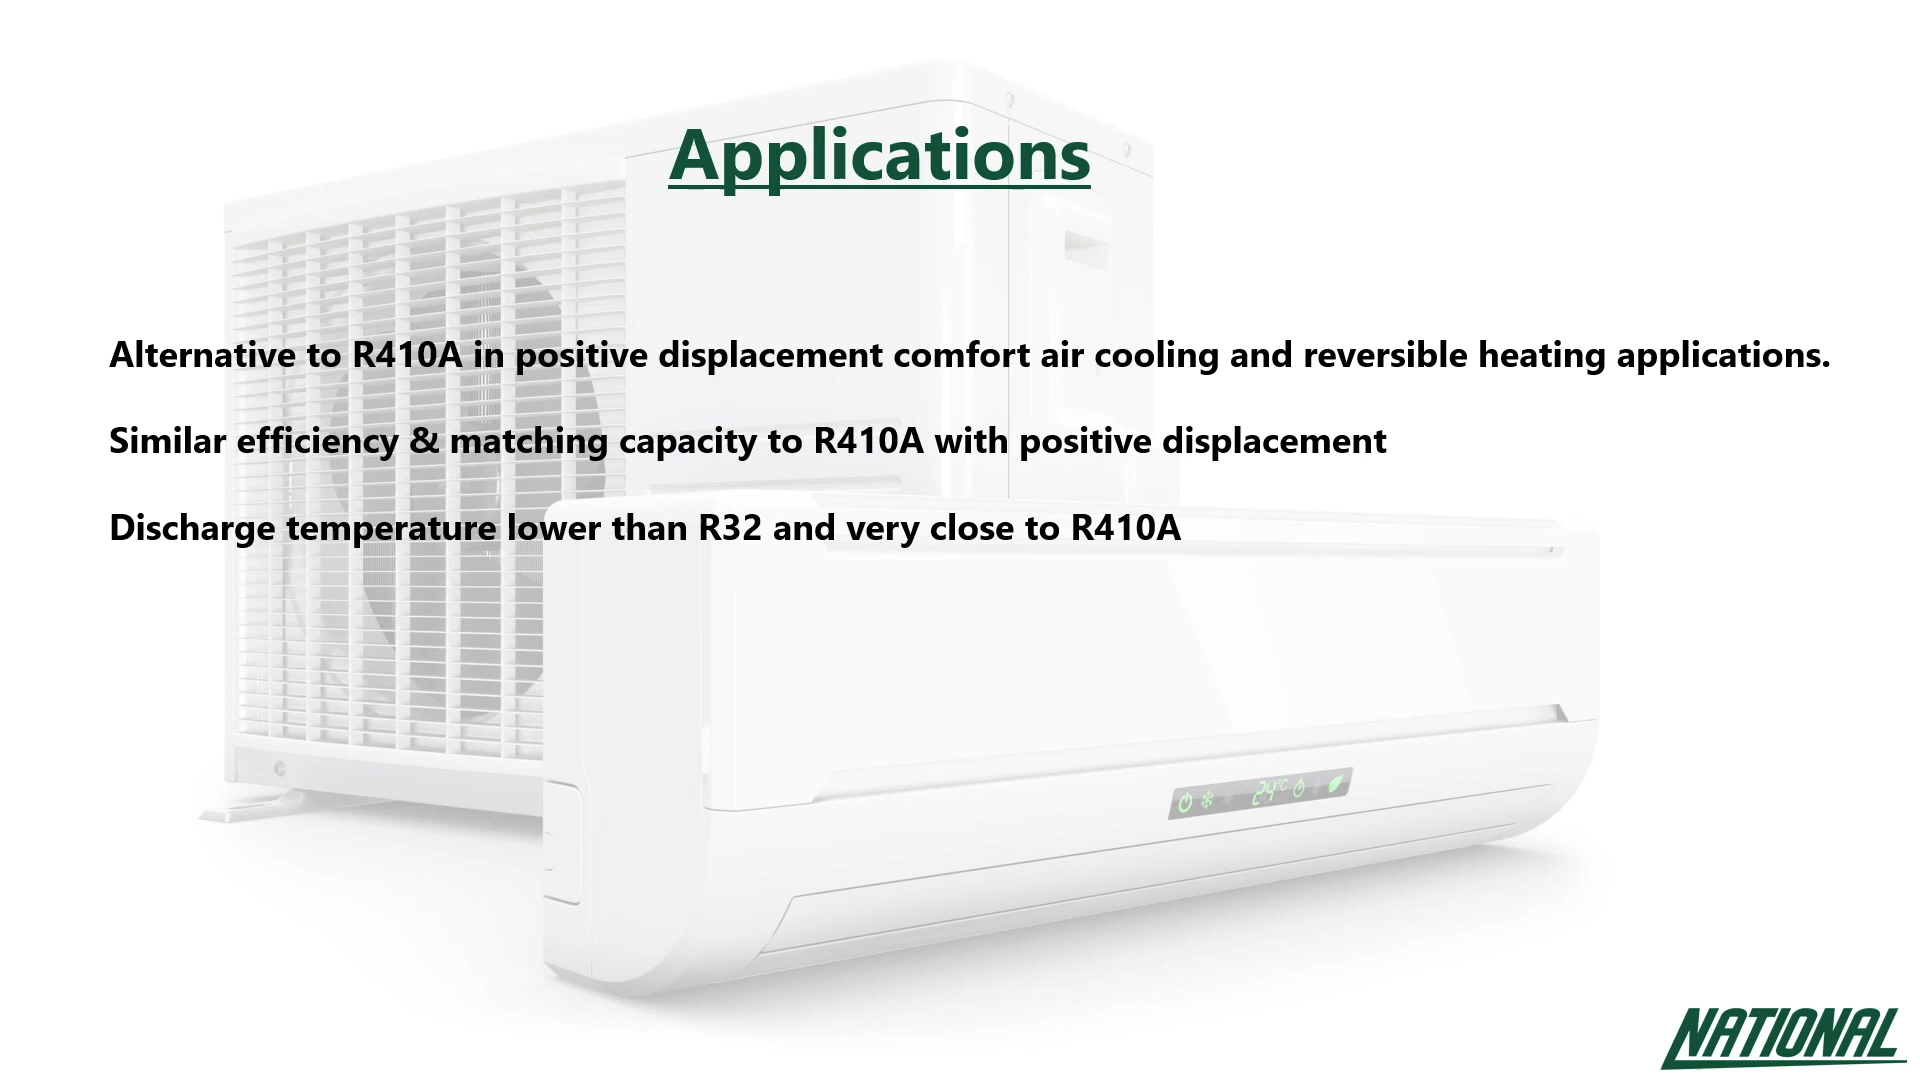 Applications
Alternative to R410A in positive displacement comfort air cooling and reversible heating applications.
Similar efficiency & matching capacity to R410A with positive displacement
Discharge temperature lower than R32 and very close to R410A
24°C
NATIONAL